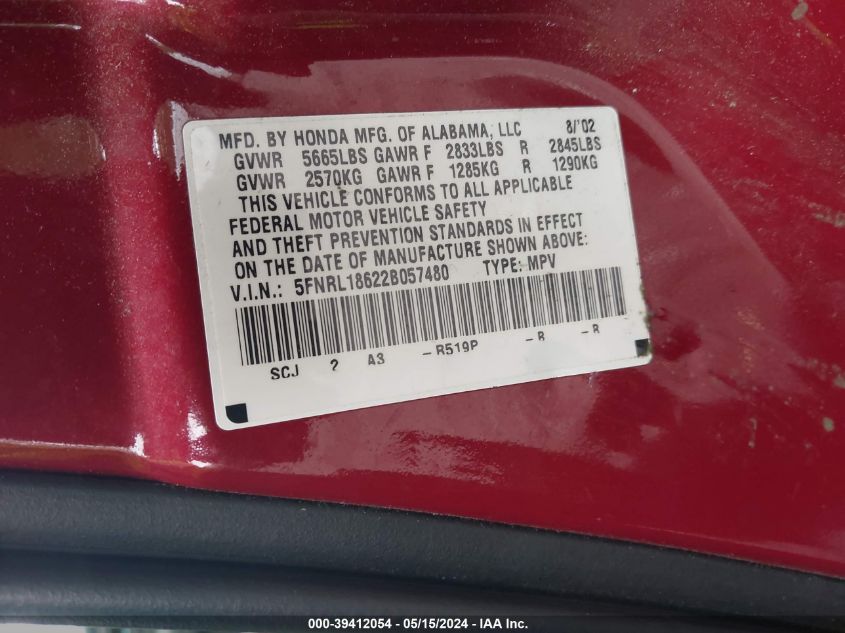 MFD. BY HONDA MFG. OF ALABAMA, LLC 8/'02
GVWR 5665LBS GAWR F 2833LBS R 2845LBS
GVWR 2570KG GAWR F 1285KG R 1290KG
THIS VEHICLE CONFORMS TO ALL APPLICABLE
FEDERAL MOTOR VEHICLE SAFETY
AND THEFT PREVENTION STANDARDS IN EFFECT
ON THE DATE OF MANUFACTURE SHOWN ABOVE:
V.I.N.: 5FNRL18622B057480 TYPE: MPV
SCJ 2 A3 -R519P -B -B
000-39412054 - 05/15/2024 - IAA Inc.